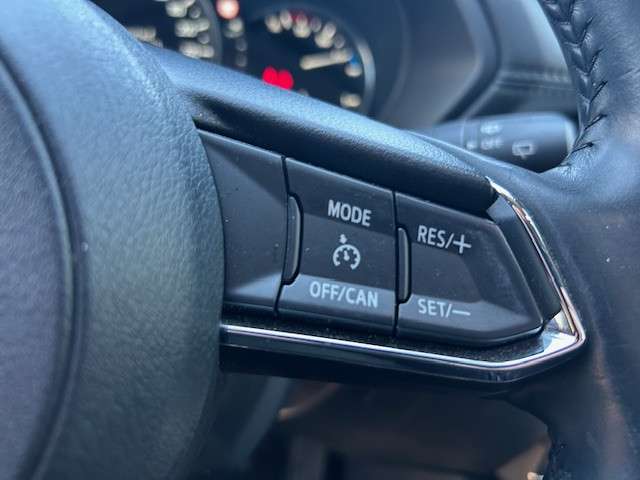 MODE
OFF/CAN
RES/+
SET/−